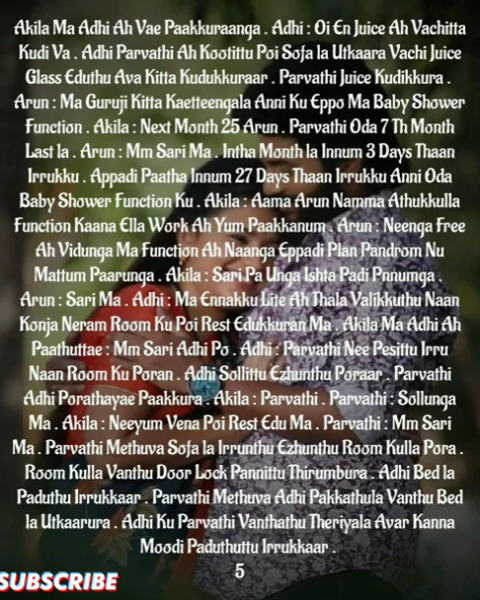 Akila Ma Adhi Ah Vae Paakkuraanga . Adhi : Oi En Juice Ah Vachitta
Kudi Va . Adhi Parvathi Ah Kootittu Poi Sofa la Utkaara Vachi Juice
Glass Eduthu Ava Kitta Kudukkuraar . Parvathi Juice Kudikkura .
Arun : Ma Guruji Kitta Kaetteengala Anni Ku Eppo Ma Baby Shower
Function . Akila : Next Month 25 Arun . Parvathi Oda 7 Th Month
Last la . Arun : Mm Sari Ma . Intha Month la Innum 3 Days Thaan
Irrukku . Appadi Paatha Innum 27 Days Thaan Irrukku Anni Oda
Baby Shower Function Ku . Akila : Aama Arun Namma Athukkulla
Function Kaana Ella Work Ah Yum Paakkanum . Arun : Neenga Free
Ah Vidunga Ma Function Ah Naanga Eppadi Plan Pandrom Nu
Mattum Paarunga . Akila : Sari Pa Unga Ishta Padi Pnnumga .
Arun : Sari Ma . Adhi : Ma Ennakku Lite Ah Thala Valikkuthu Naan
Konja Neram Room Ku Poi Rest Edukkuran Ma . Akila Ma Adhi Ah
Paathuttae : Mm Sari Adhi Po . Adhi : Parvathi Nee Pesittu Irru
Naan Room Ku Poran . Adhi Sollittu Ezhunthu Poraar . Parvathi
Adhi Porathayae Paakkura . Akila : Parvathi . Parvathi : Sollunga
Ma . Akila : Neeyum Vena Poi Rest Edu Ma . Parvathi : Mm Sari
Ma . Parvathi Methuva Sofa la Irrunthu Ezhunthu Room Kulla Pora .
Room Kulla Vanthu Door Lock Pannittu Thirumbura . Adhi Bed la
Paduthu Irrukkaar . Parvathi Methuva Adhi Pakkathula Vanthu Bed
la Utkaarura . Adhi Ku Parvathi Vanthathu Theriyala Avar Kanna
Moodi Paduthuttu Irrukkaar .
5
SUBSCRIBE